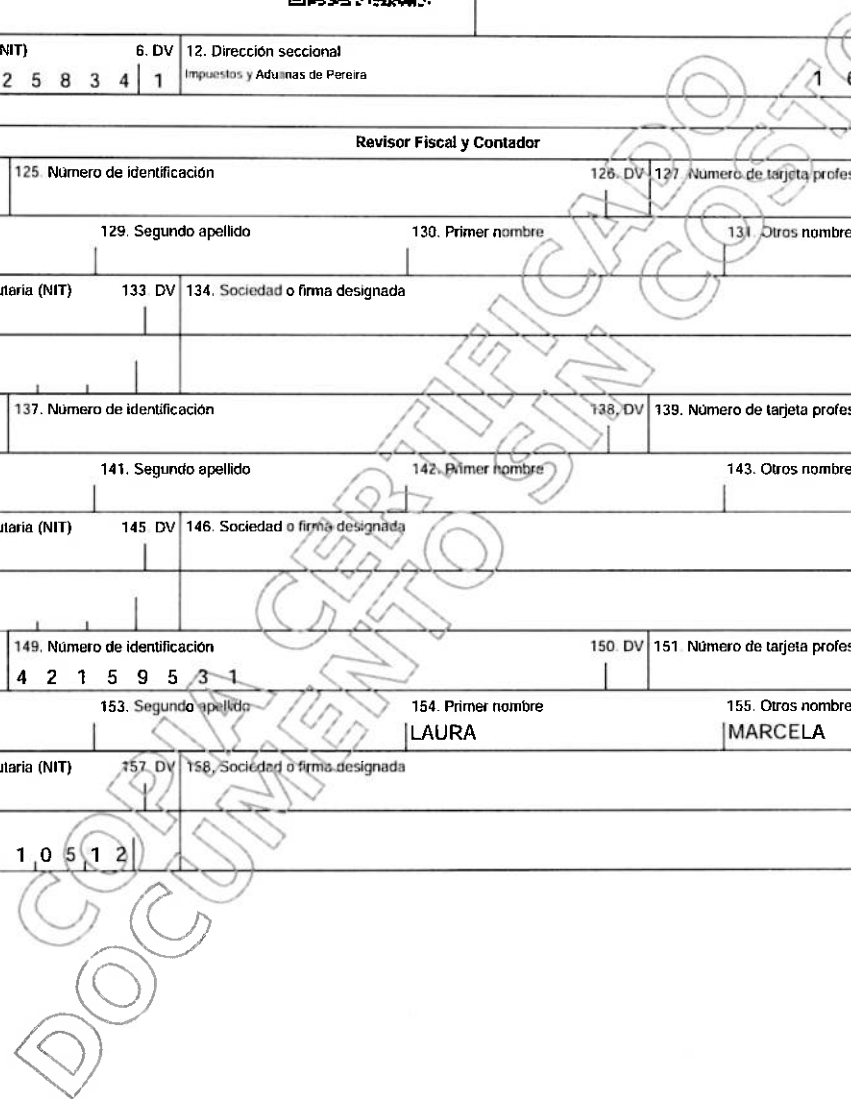 NIT) 6. DV 12. Dirección seccional
2 5 8 3 4 1 Impuestos y Aduanas de Pereira 1 6
Revisor Fiscal y Contador
125. Número de identificación 126. DV 127. Número de tarjeta profes
129. Segundo apellido 130. Primer nombre 131. Otros nombre
utaria (NIT) 133. DV 134. Sociedad o firma designada
137. Número de identificación 138. DV 139. Número de tarjeta profes
141. Segundo apellido 142. Primer nombre 143. Otros nombre
utaria (NIT) 145. DV 146. Sociedad o firma designada
149. Número de identificación 150. DV 151. Número de tarjeta profes
4 2 1 5 9 5 3 1
153. Segundo apellido 154. Primer nombre 155. Otros nombre
LAURA MARCELA
utaria (NIT) 157. DV 158. Sociedad o firma designada
1 0 5 1 2
COPIA CERTIFICADO
DOCUMENTO SIN COSTO